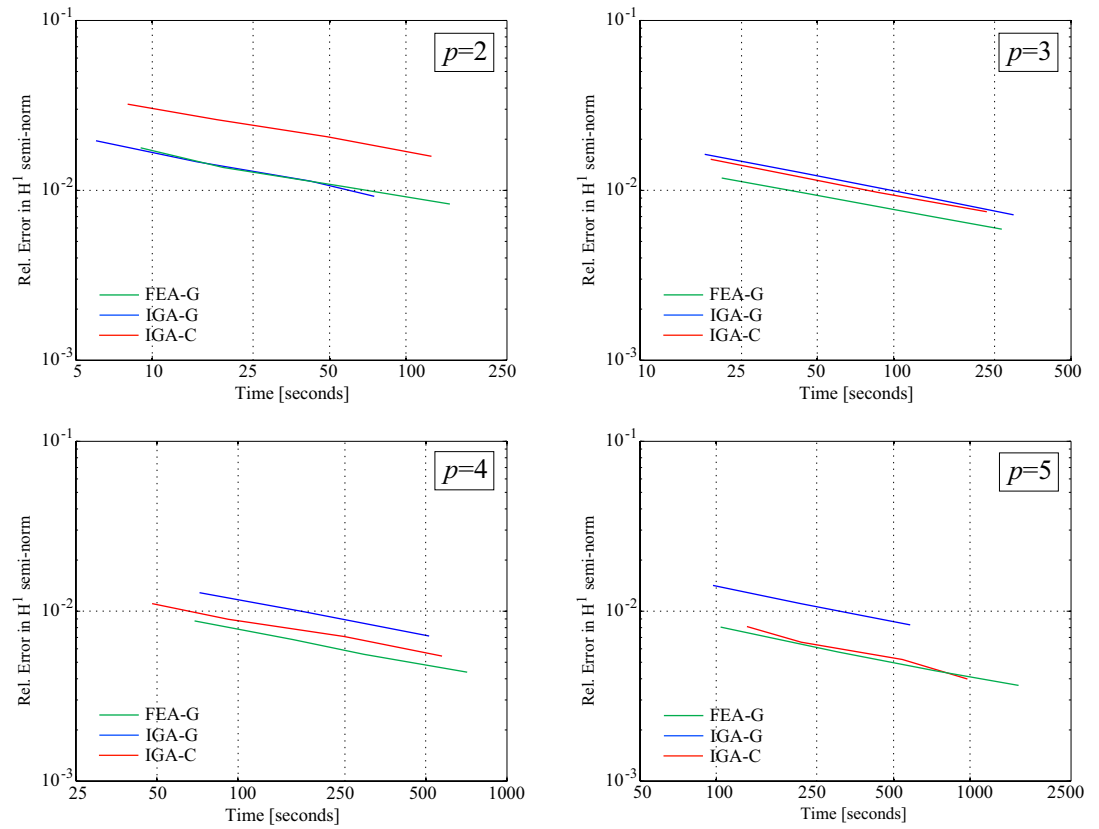 p=2
Rel. Error in H¹ semi-norm
10⁻¹
10⁻²
10⁻³
FEA-G
IGA-G
IGA-C
5 10 25 50 100 250
Time [seconds]
p=3
Rel. Error in H¹ semi-norm
10⁻¹
10⁻²
10⁻³
FEA-G
IGA-G
IGA-C
10 25 50 100 250 500
Time [seconds]
p=4
Rel. Error in H¹ semi-norm
10⁻¹
10⁻²
10⁻³
FEA-G
IGA-G
IGA-C
25 50 100 250 500 1000
Time [seconds]
p=5
Rel. Error in H¹ semi-norm
10⁻¹
10⁻²
10⁻³
FEA-G
IGA-G
IGA-C
50 100 250 500 1000 2500
Time [seconds]